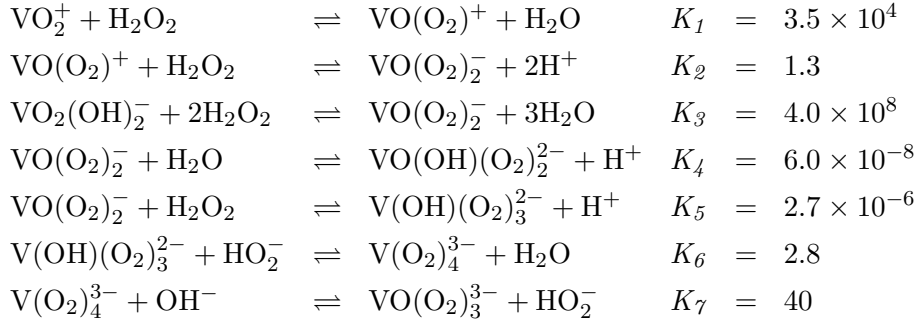 VO₂⁺ + H₂O₂ ⇌ VO(O₂)⁺ + H₂O K₁ = 3.5 × 10⁴
VO(O₂)⁺ + H₂O₂ ⇌ VO(O₂)₂⁻ + 2H⁺ K₂ = 1.3
VO₂(OH)₂⁻ + 2H₂O₂ ⇌ VO(O₂)₂⁻ + 3H₂O K₃ = 4.0 × 10⁸
VO(O₂)₂⁻ + H₂O ⇌ VO(OH)(O₂)₂²⁻ + H⁺ K₄ = 6.0 × 10⁻⁸
VO(O₂)₂⁻ + H₂O₂ ⇌ V(OH)(O₂)₃²⁻ + H⁺ K₅ = 2.7 × 10⁻⁶
V(OH)(O₂)₃²⁻ + HO₂⁻ ⇌ V(O₂)₄³⁻ + H₂O K₆ = 2.8
V(O₂)₄³⁻ + OH⁻ ⇌ VO(O₂)₃³⁻ + HO₂⁻ K₇ = 40